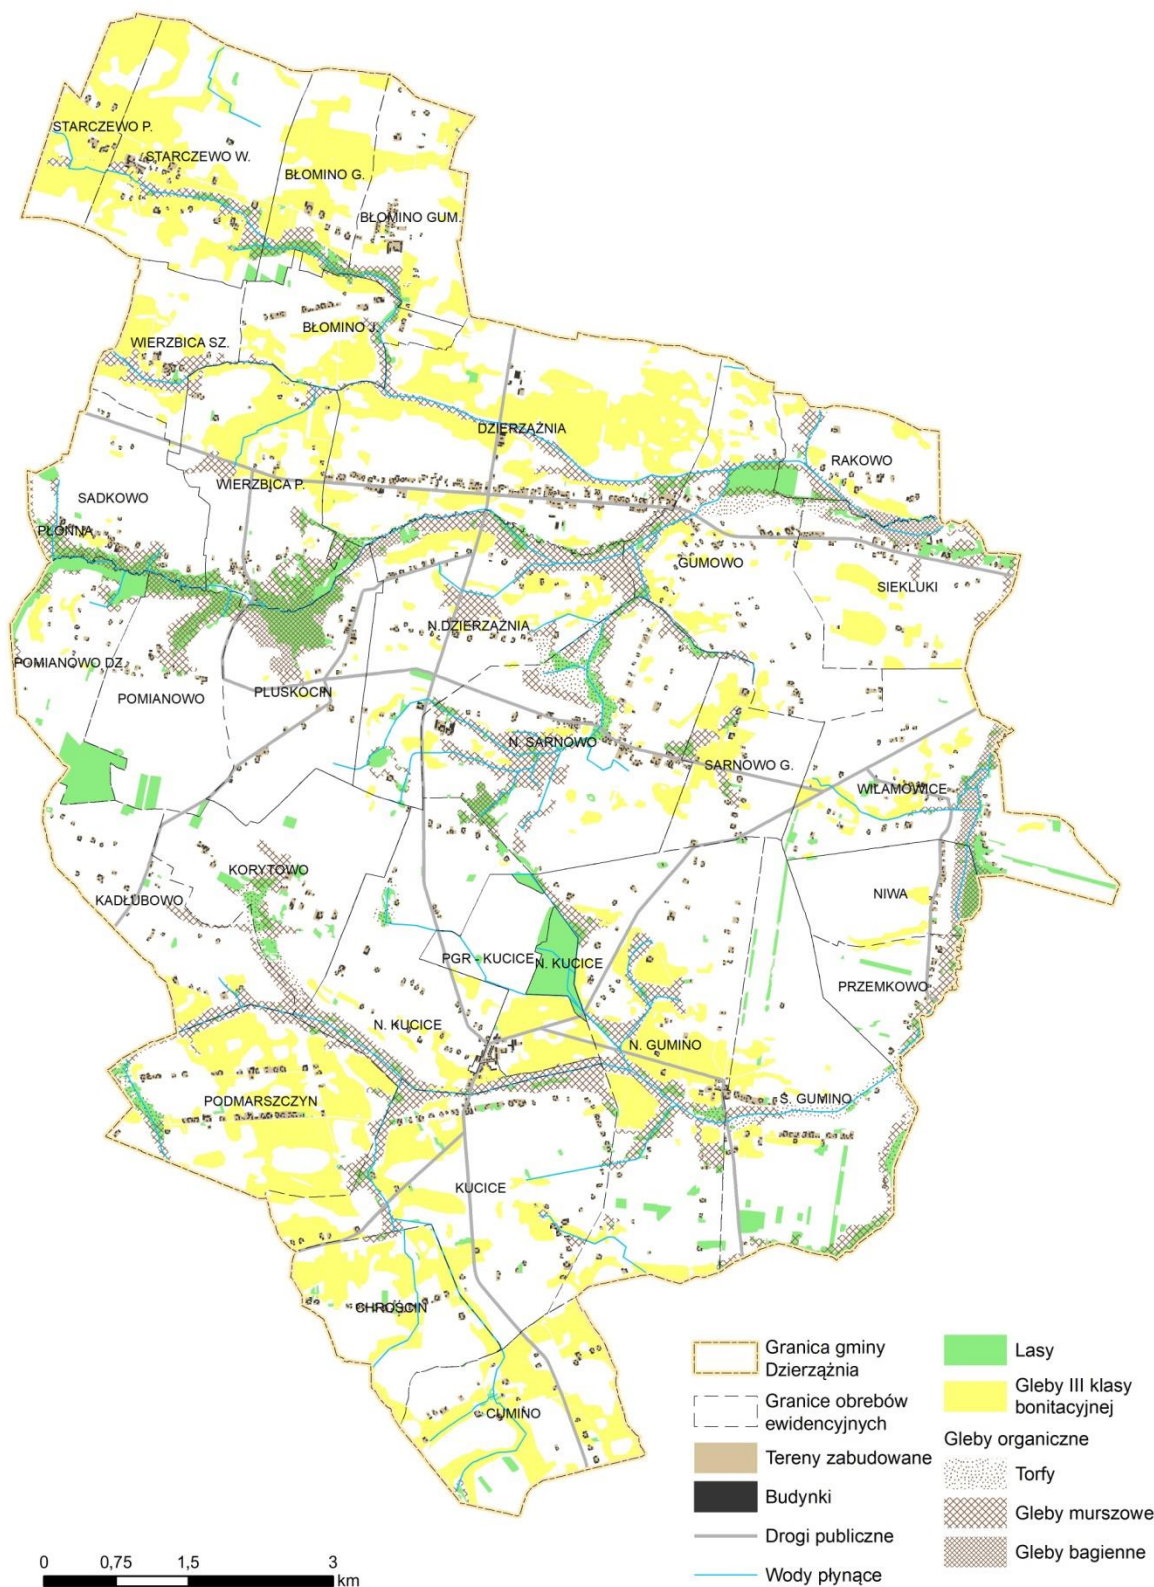 STARCZEWO P.
STARCZEWO W.
BŁOMINO G.
BŁOMINO GUM.
BŁOMINO J.
WIERZBICA SZ.
DZIERZĄŻNIA
RAKOWO
WIERZBICA P.
SADKOWO
PŁONNA
GUMOWO
SIEKLUKI
N.DZIERZĄŻNIA
POMIANOWO DZ.
POMIANOWO
PLUSKOCIN
N. SARNOWO
SARNOWO G.
WILAMOWICE
KORYTOWO
KADŁUBOWO
NIWA
PGR - KUCICE
N. KUCICE
PRZEMKOWO
N. KUCICE
N. GUMINO
PODMARSZCZYN
S. GUMINO
KUCICE
CHROŚCIN
CUMINO
Granica gminy
Dzierzążnia
Granice obrębów
ewidencyjnych
Tereny zabudowane
Budynki
Drogi publiczne
Wody płynące
Lasy
Gleby III klasy
bonitacyjnej
Gleby organiczne
Torfy
Gleby murszowe
Gleby bagienne
0 0,75 1,5 3
km